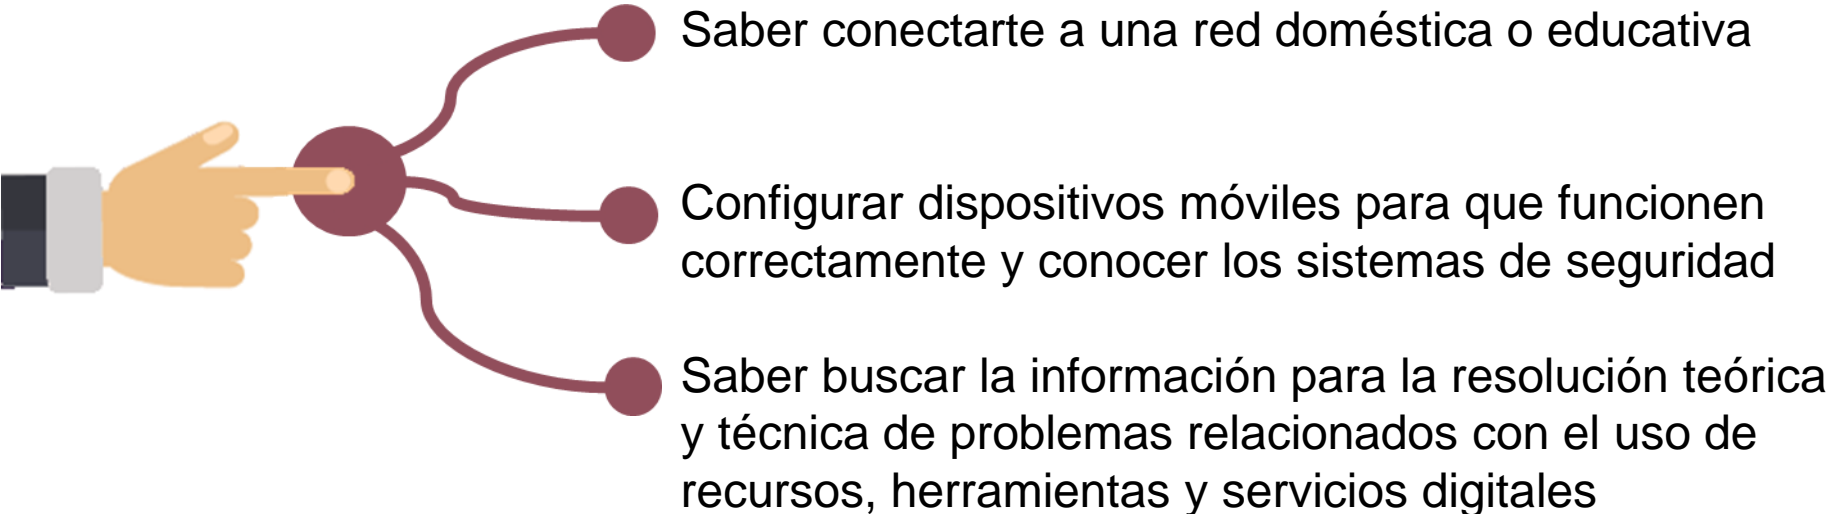 Saber conectarte a una red doméstica o educativa
Configurar dispositivos móviles para que funcionen
correctamente y conocer los sistemas de seguridad
Saber buscar la información para la resolución teórica
y técnica de problemas relacionados con el uso de
recursos, herramientas y servicios digitales